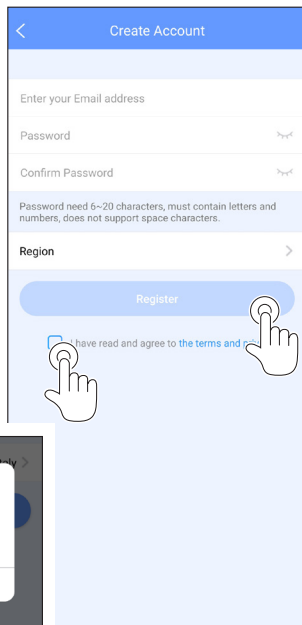 Create Account
Enter your Email address
Password
Confirm Password
Password need 6~20 characters, must contain letters and
numbers, does not support space characters.
Region
Register
I have read and agree to the terms and